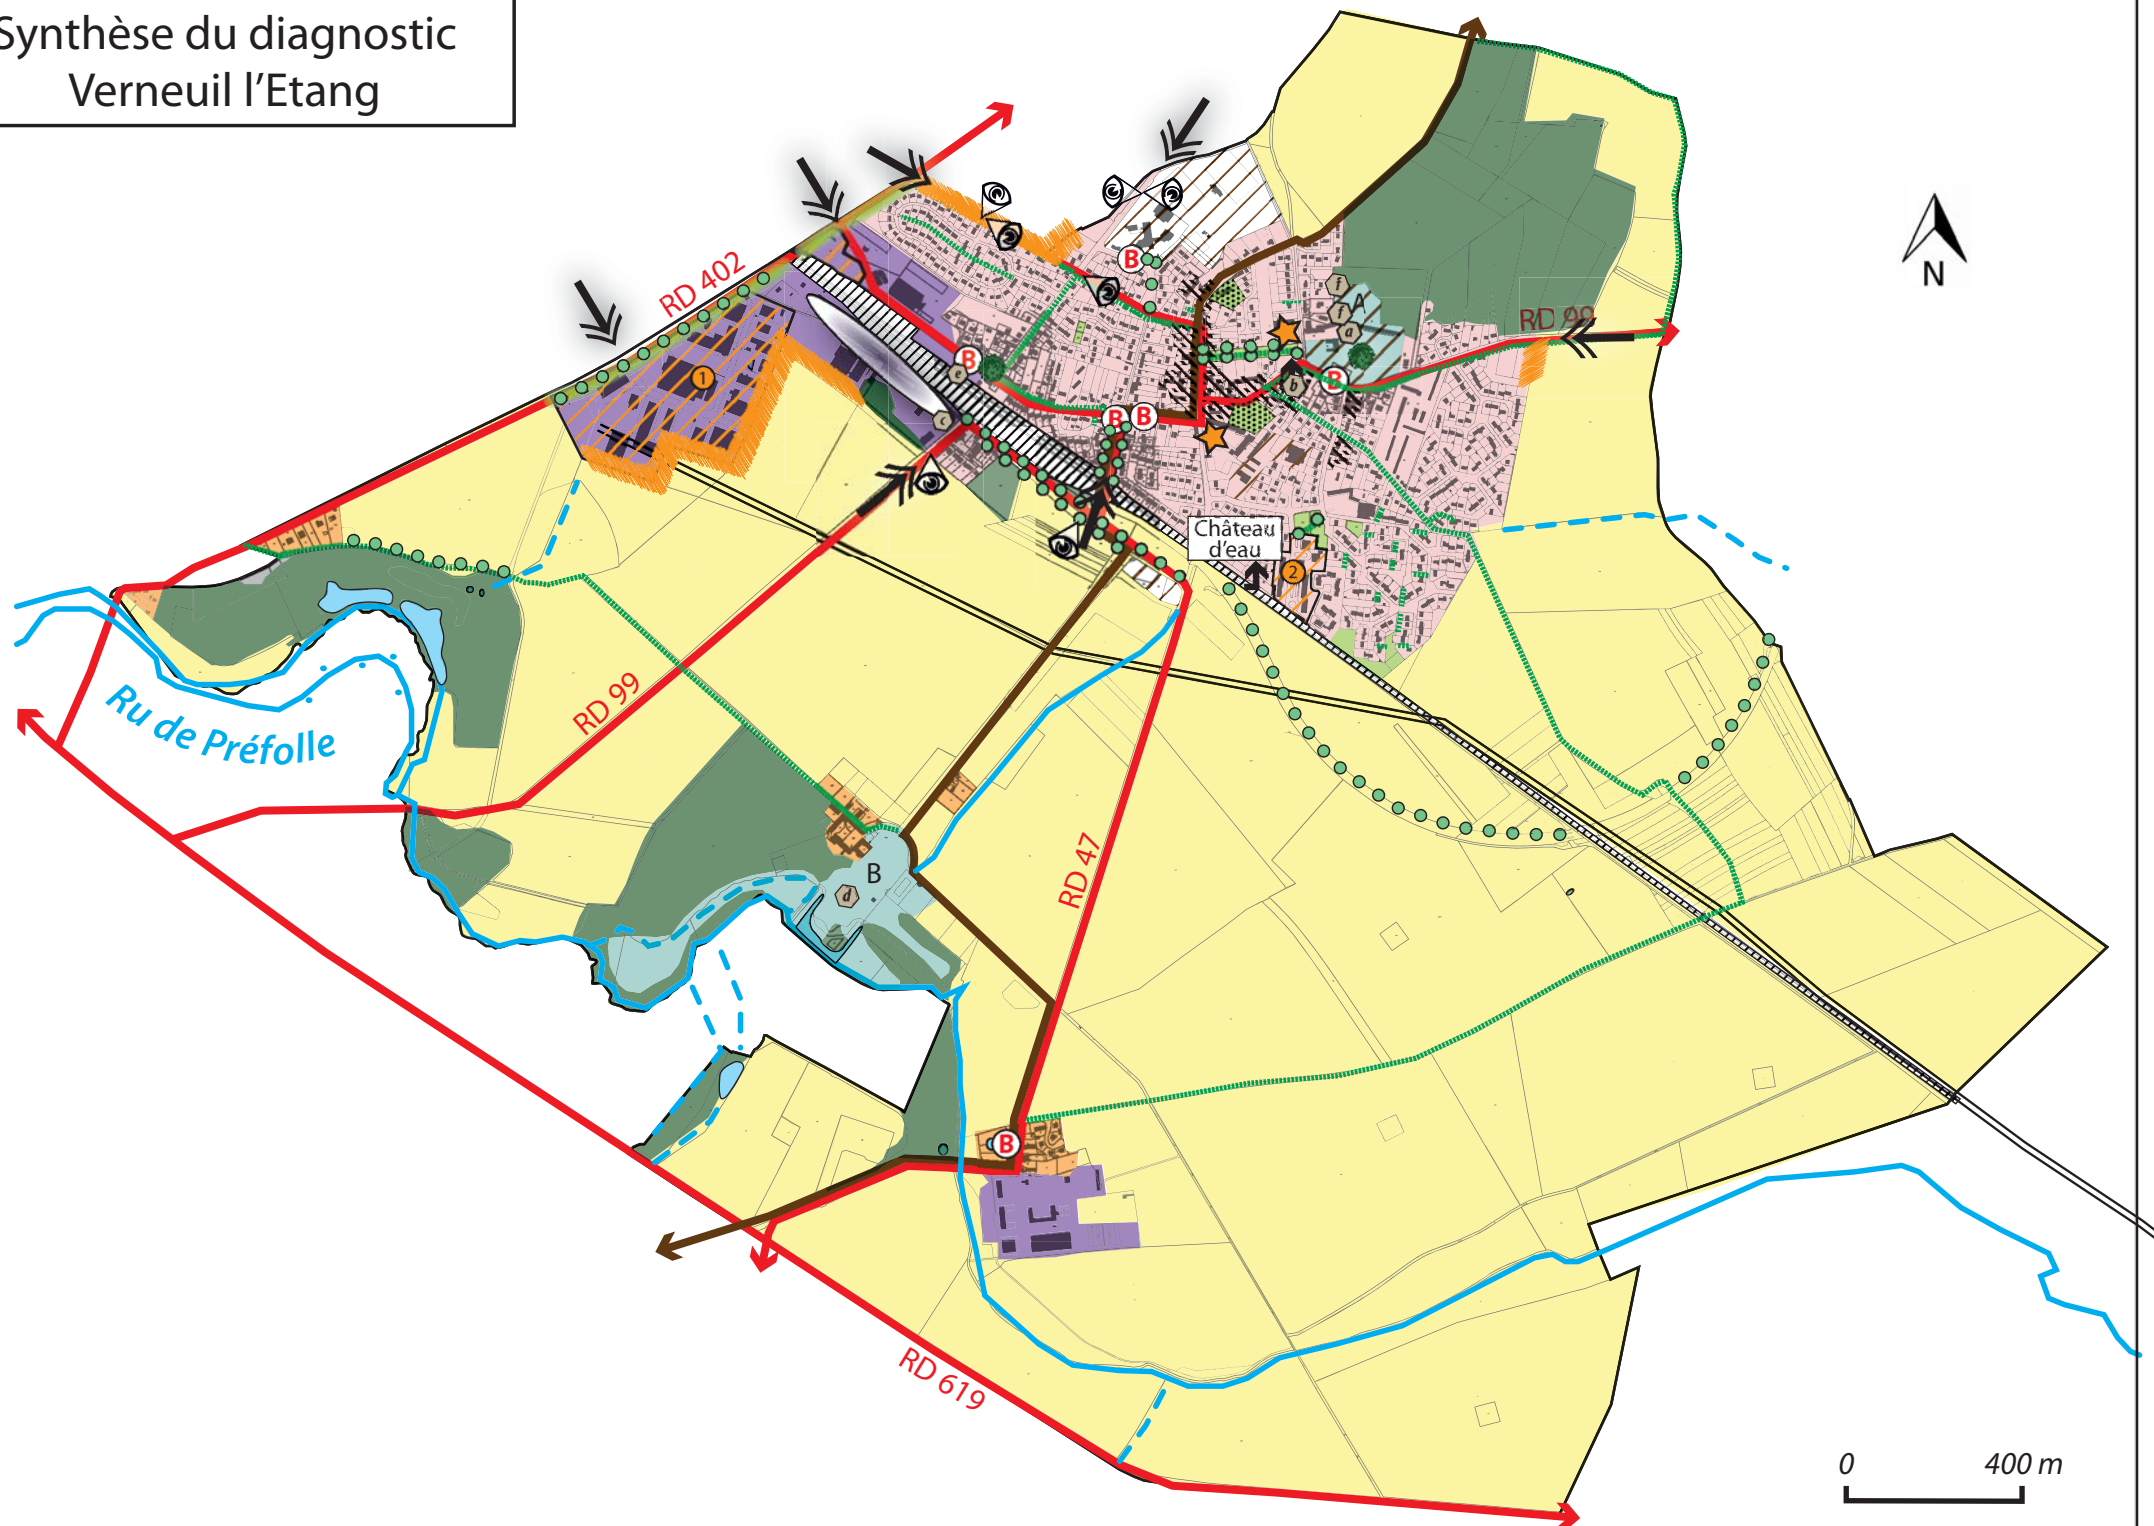 Synthèse du diagnostic
Verneuil l'Etang
N
RD 402
B
f
A
f
a
RD 99
1
B
e
b
B
c
B B
Château
d'eau
2
Ru de Préfolle
RD 99
B
d
RD 47
B
RD 619
0 400 m